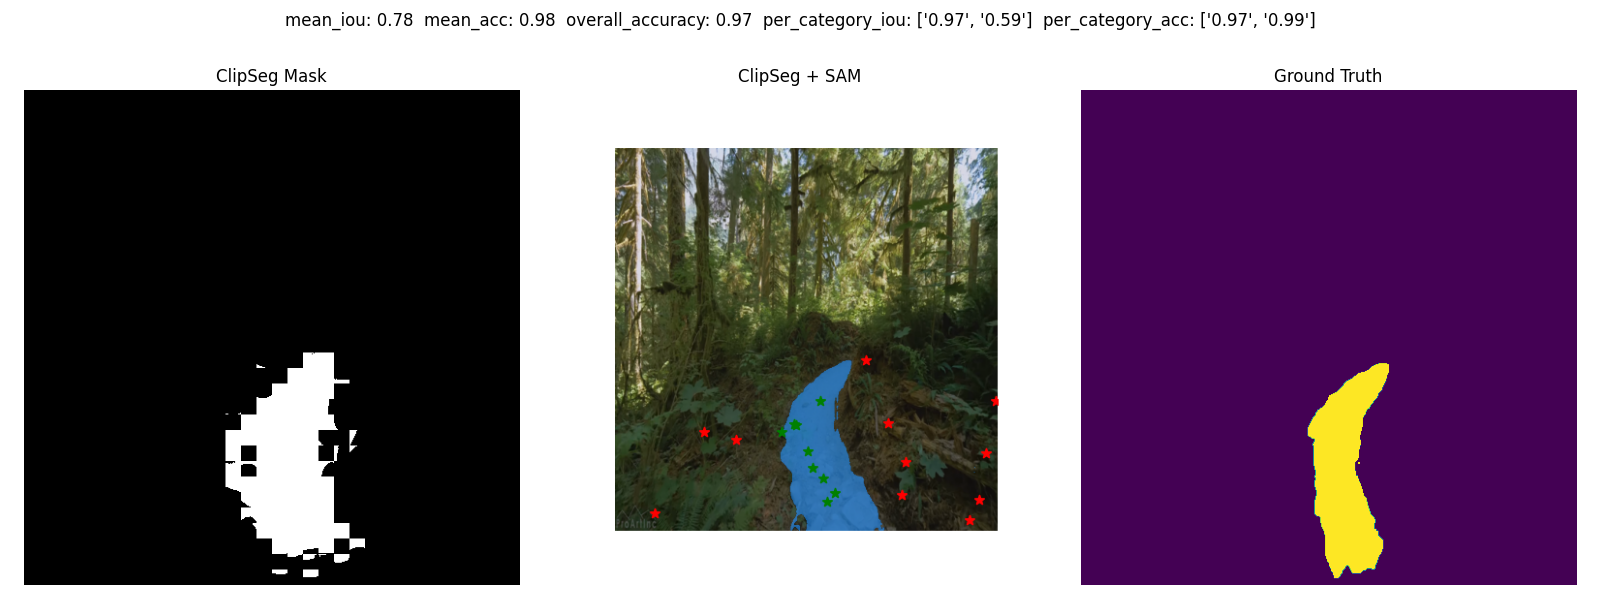 mean_iou: 0.78  mean_acc: 0.98  overall_accuracy: 0.97  per_category_iou: ['0.97', '0.59']  per_category_acc: ['0.97', '0.99']
ClipSeg Mask
ClipSeg + SAM
Ground Truth